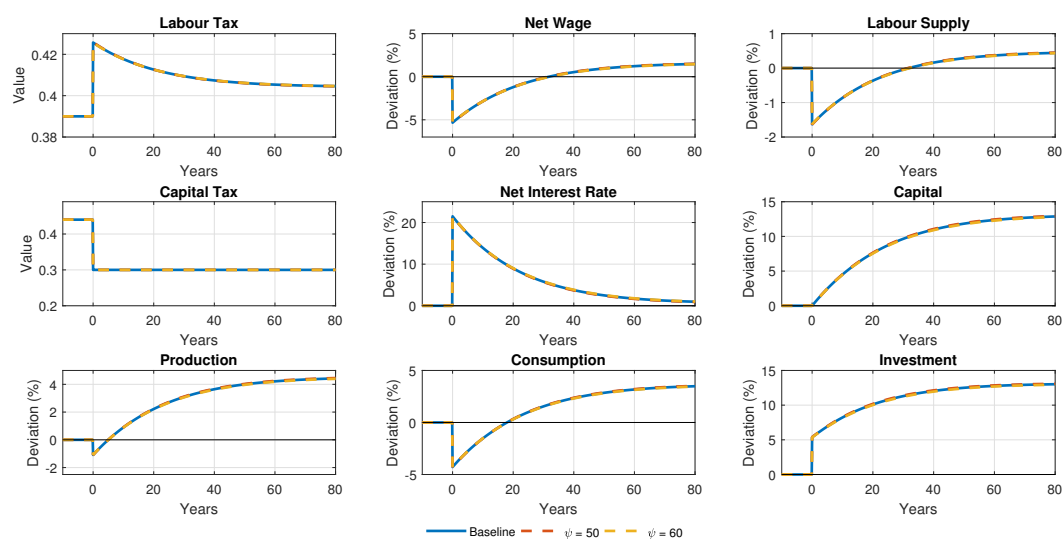 Labour Tax
Value
0.42
0.4
0.38
0 20 40 60 80
Years
Net Wage
Deviation (%)
5
0
-5
0 20 40 60 80
Years
Labour Supply
Deviation (%)
1
0
-1
-2
0 20 40 60 80
Years
Capital Tax
Value
0.4
0.3
0.2
0 20 40 60 80
Years
Net Interest Rate
Deviation (%)
20
10
0
0 20 40 60 80
Years
Capital
Deviation (%)
15
10
5
0
0 20 40 60 80
Years
Production
Deviation (%)
4
2
0
-2
0 20 40 60 80
Years
Consumption
Deviation (%)
5
0
-5
0 20 40 60 80
Years
Investment
Deviation (%)
15
10
5
0
0 20 40 60 80
Years
Baseline ψ = 50 ψ = 60